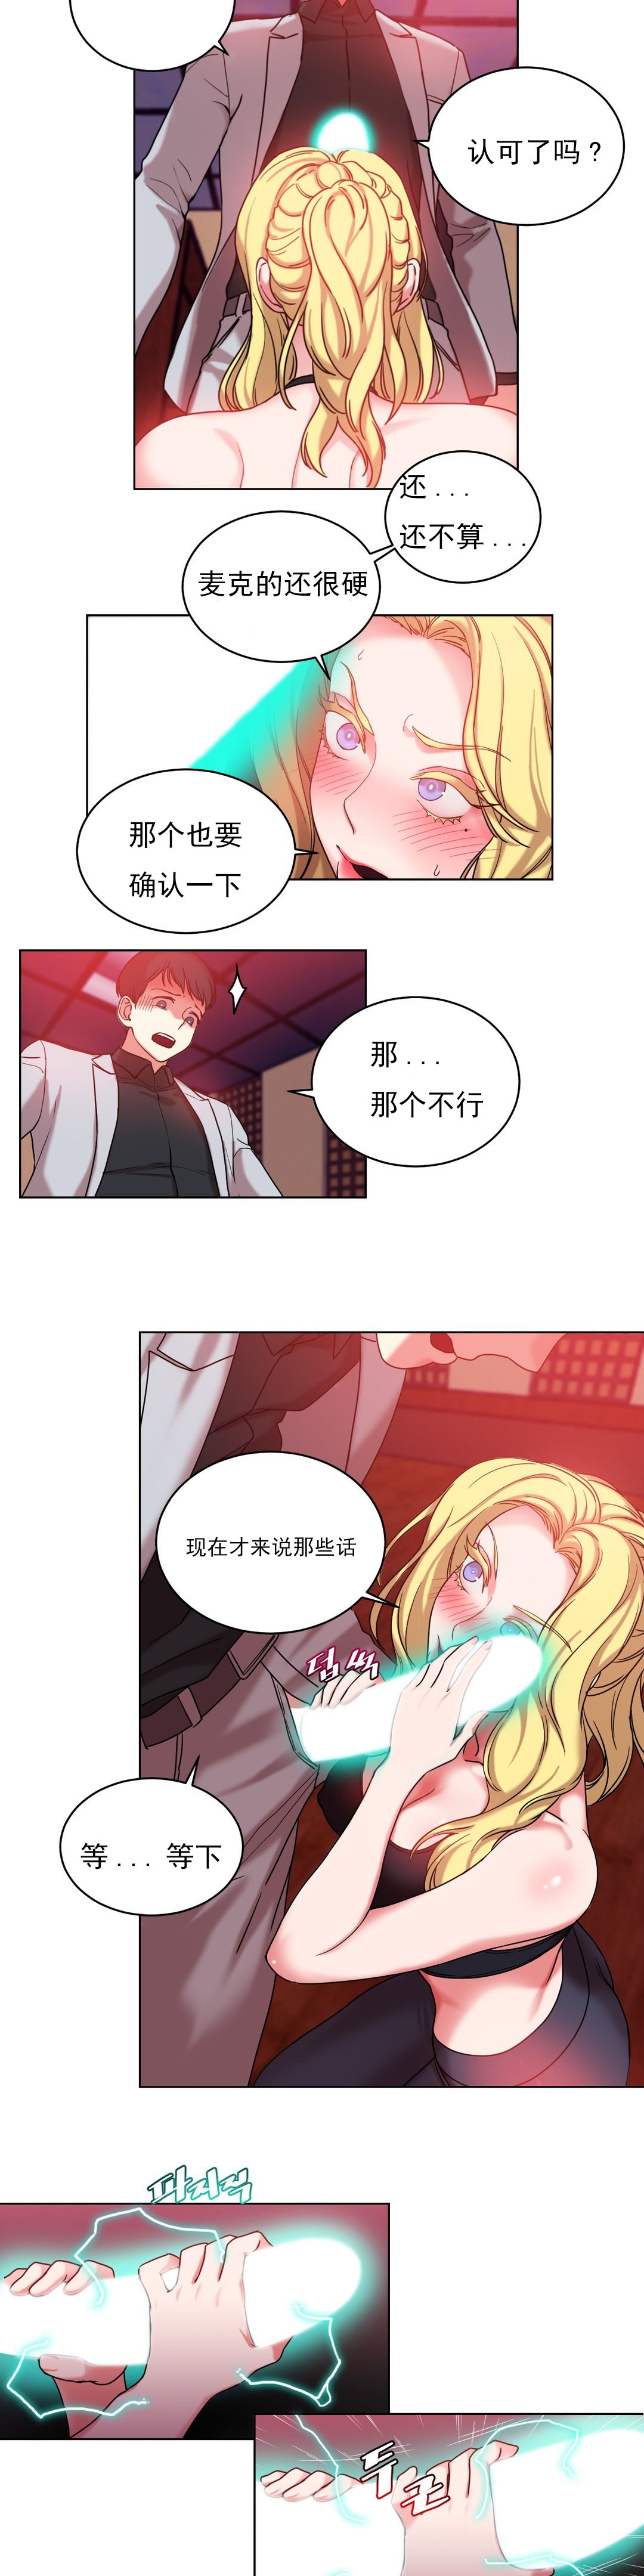 认可了吗？
还...
还不算...
麦克的还很硬
那个也要
确认一下
那...
那个不行
现在才来说那些话
덥썩
等...等下
파지직
두근